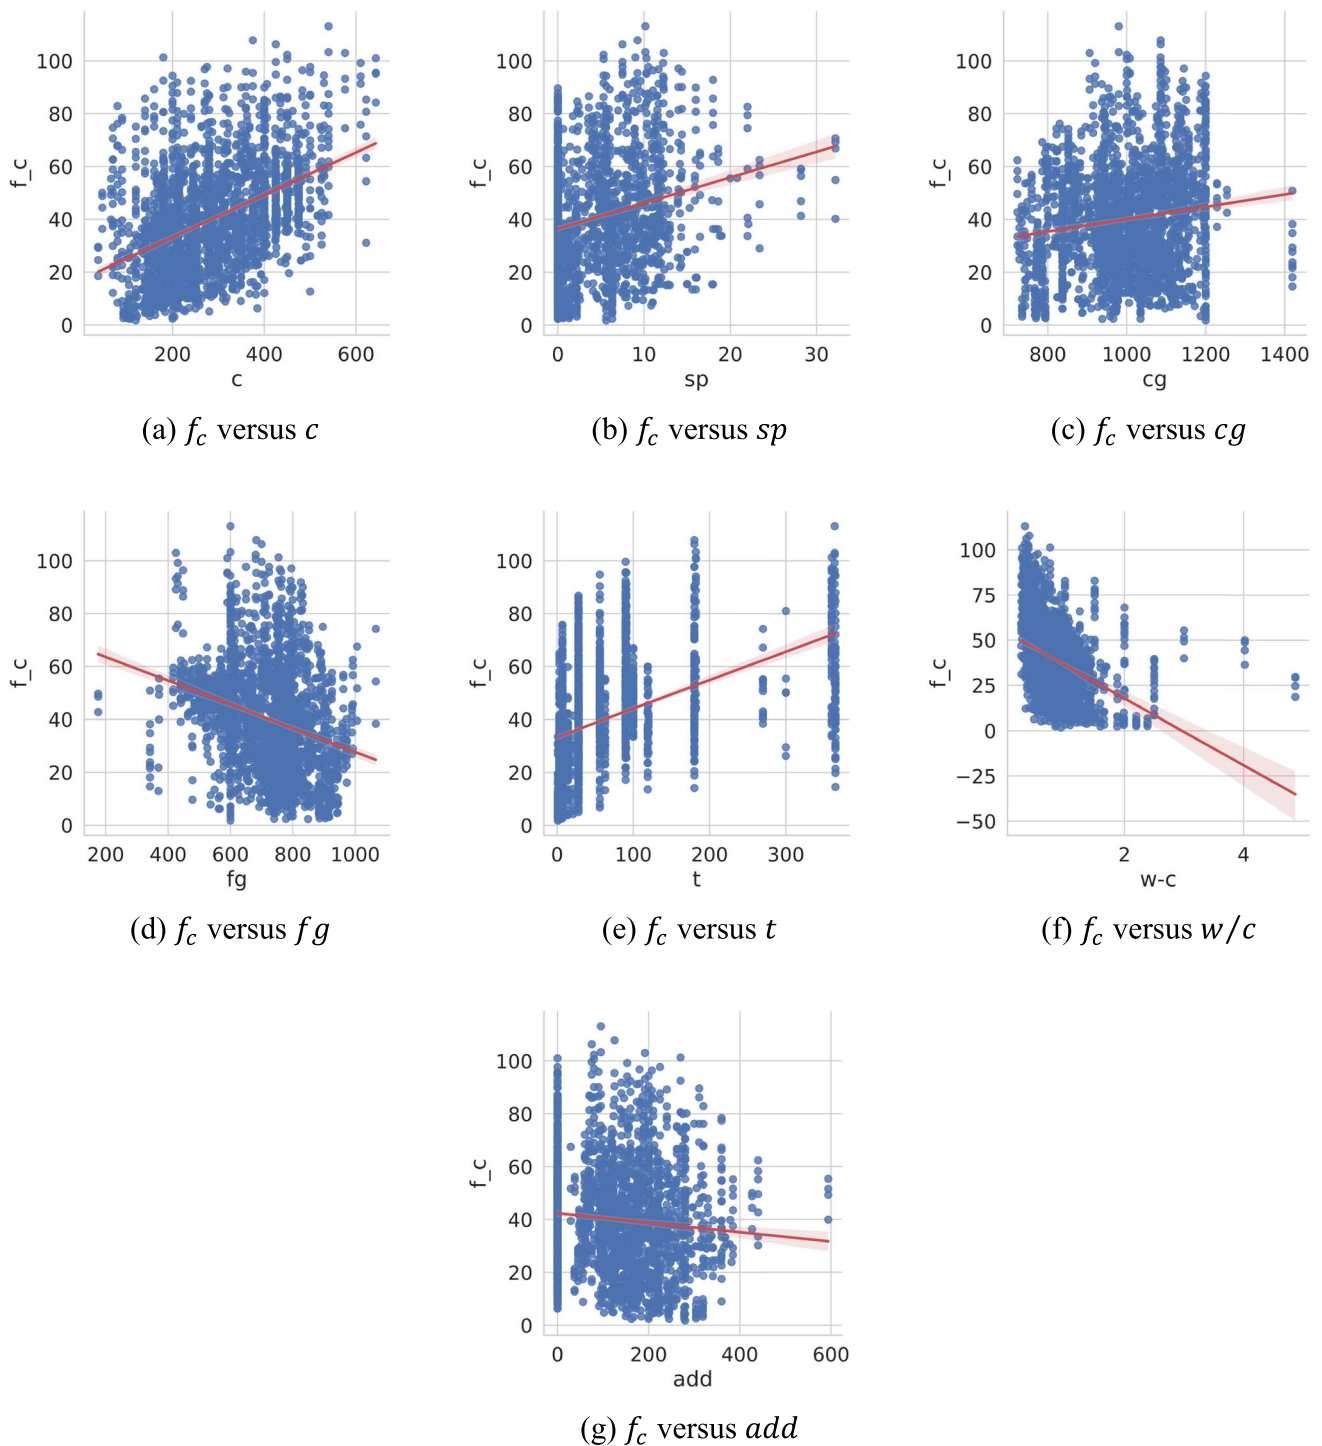 100
80
60
40
20
0
f_c
200 400 600
c
(a) f_c versus c
100
80
60
40
20
0
f_c
0 10 20 30
sp
(b) f_c versus sp
100
80
60
40
20
0
f_c
800 1000 1200 1400
cg
(c) f_c versus cg
100
80
60
40
20
0
f_c
200 400 600 800 1000
fg
(d) f_c versus fg
100
80
60
40
20
0
f_c
0 100 200 300
t
(e) f_c versus t
100
75
50
25
0
−25
−50
f_c
2 4
w-c
(f) f_c versus w/c
100
80
60
40
20
0
f_c
0 200 400 600
add
(g) f_c versus add